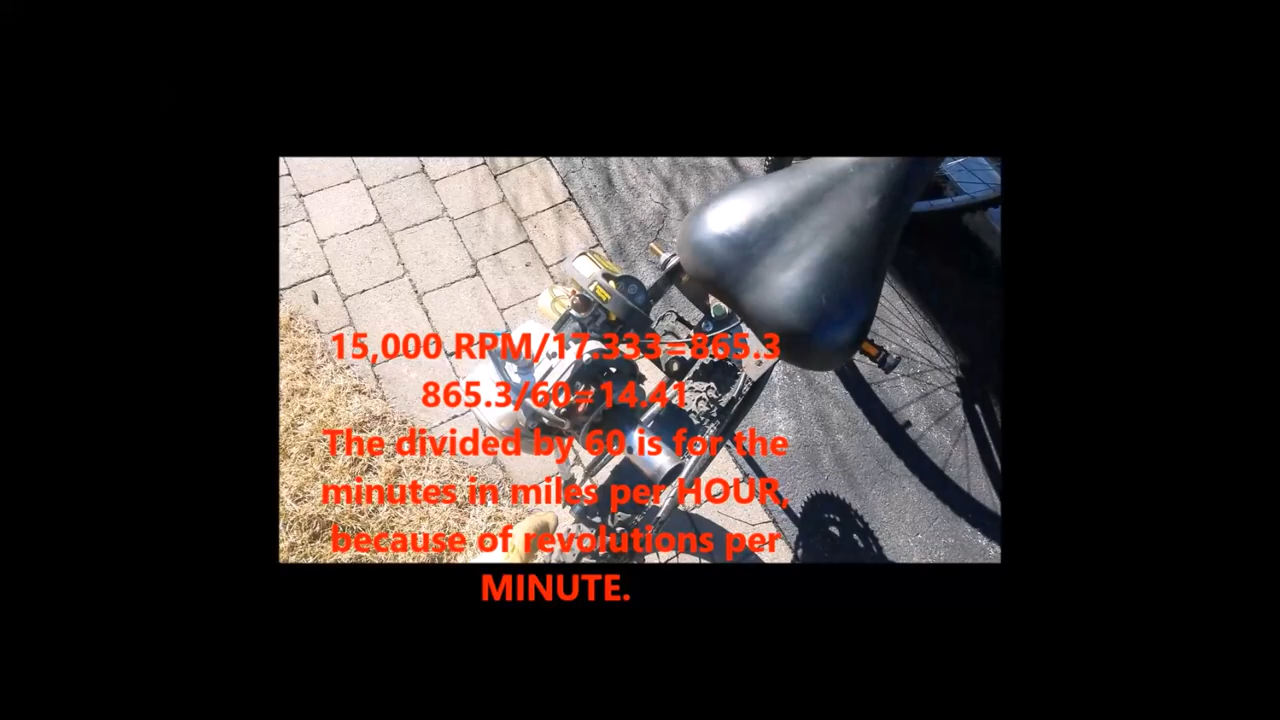 15,000 RPM/17.333=865.3
865.3/60=14.41
The divided by 60 is for the
minutes in miles per HOUR,
because of revolutions per
MINUTE.